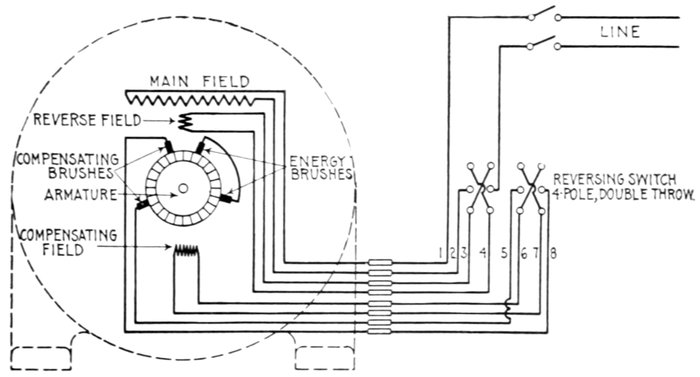 LINE
MAIN FIELD
REVERSE FIELD
COMPENSATING
BRUSHES
ENERGY
BRUSHES
ARMATURE
REVERSING SWITCH
4-POLE, DOUBLE THROW.
COMPENSATING
FIELD
1 2 3 4 5 6 7 8